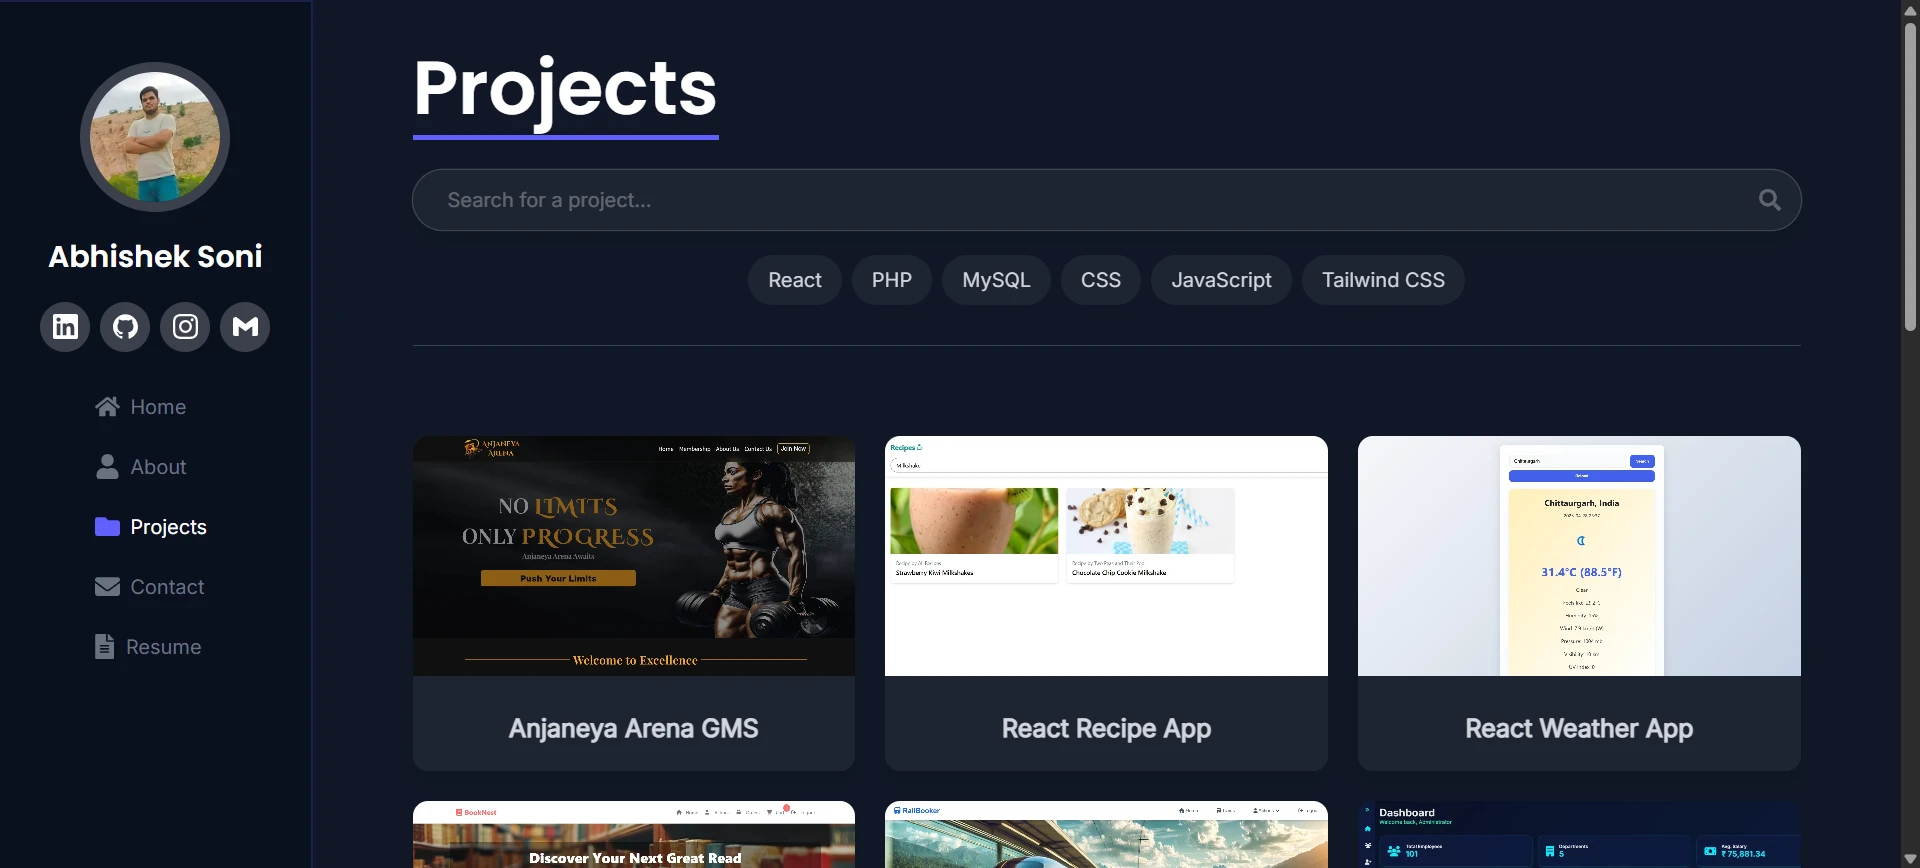 Abhishek Soni
Home
About
Projects
Contact
Resume
Projects
Search for a project...
React
PHP
MySQL
CSS
JavaScript
Tailwind CSS
ANJANEYA
ARENA
Home Membership About Us Contact Us Join Now
NO LIMITS
ONLY PROGRESS
Anjaneya Arena Awaits
Push Your Limits
Welcome to Excellence
Anjaneya Arena GMS
Recipes
Milkshake
Strawberry Kiwi Milkshakes
Chocolate Chip Cookie Milkshake
React Recipe App
Chittaurgarh
Search
Chittaurgarh, India
31.4°C (88.5°F)
Clear
React Weather App
BookNest
Discover Your Next Great Read
RailBooker
Dashboard
Welcome back, Administrator
Total Employees
101
Departments
5
Avg. Salary
₹ 75,881.34